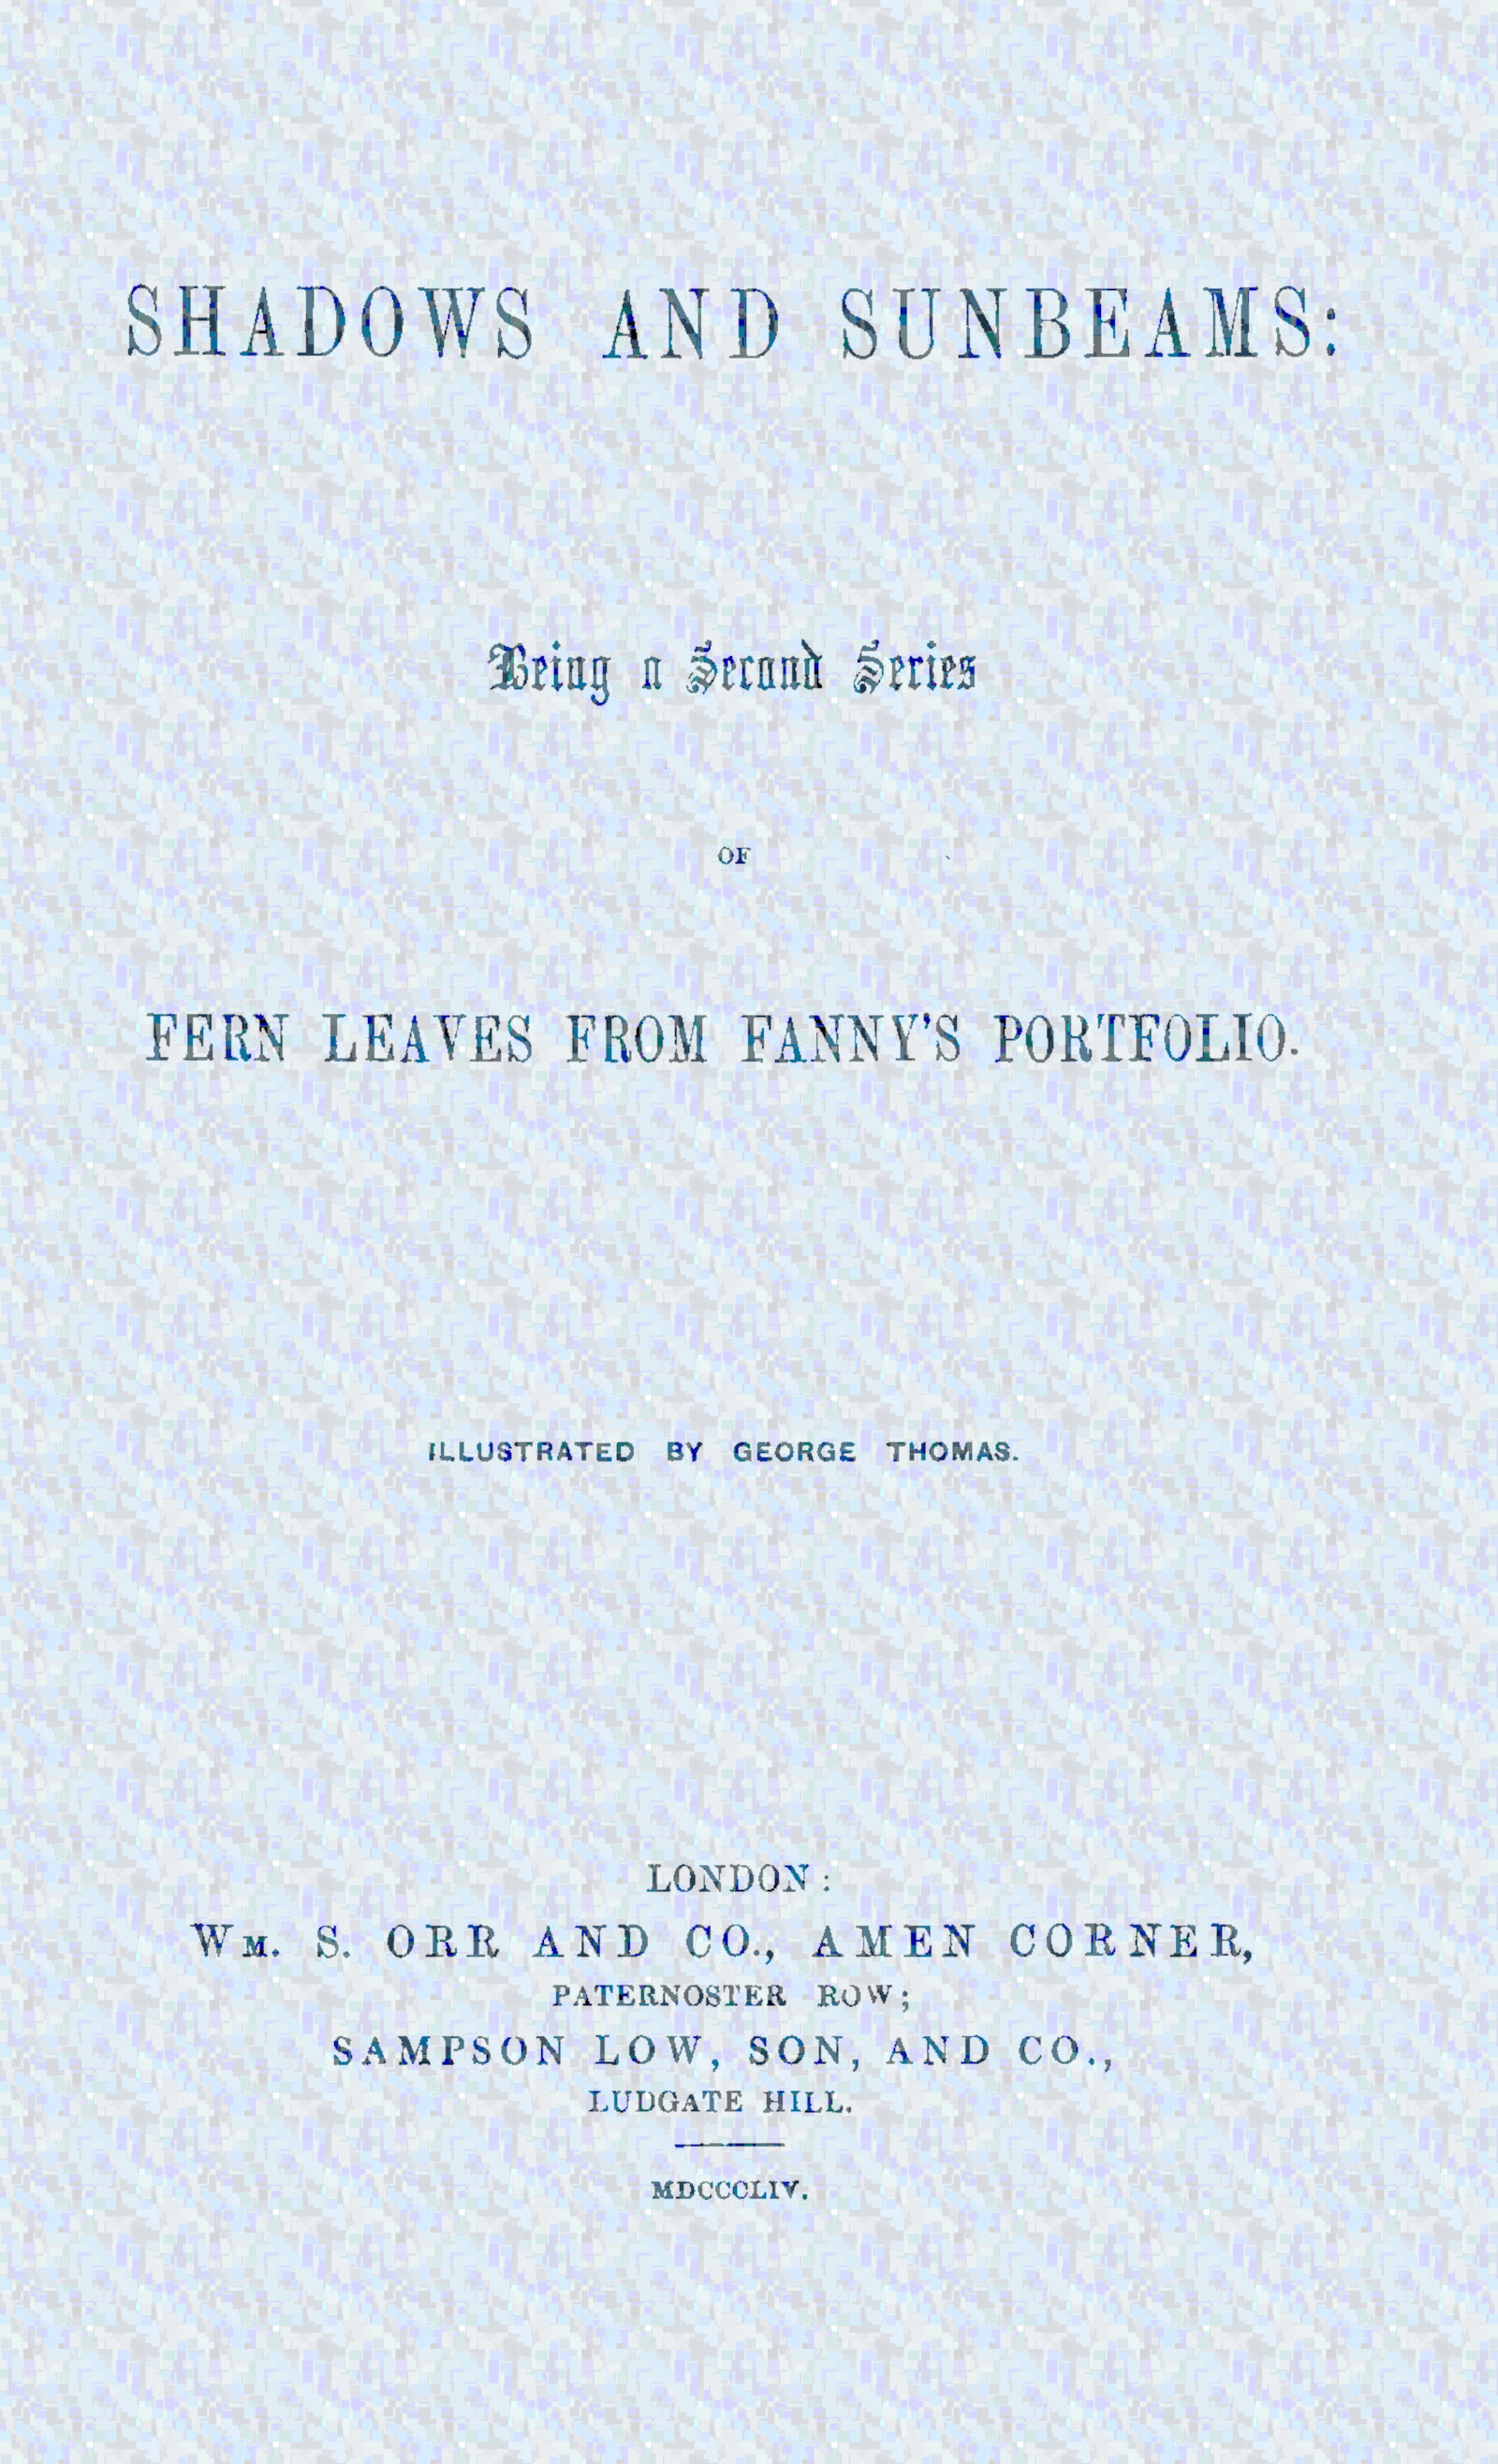 SHADOWS AND SUNBEAMS:
Being a Second Series
OF
FERN LEAVES FROM FANNY'S PORTFOLIO.
ILLUSTRATED BY GEORGE THOMAS.
LONDON:
WM. S. ORR AND CO., AMEN CORNER,
PATERNOSTER ROW;
SAMPSON LOW, SON, AND CO.,
LUDGATE HILL.
MDCCCLIV.